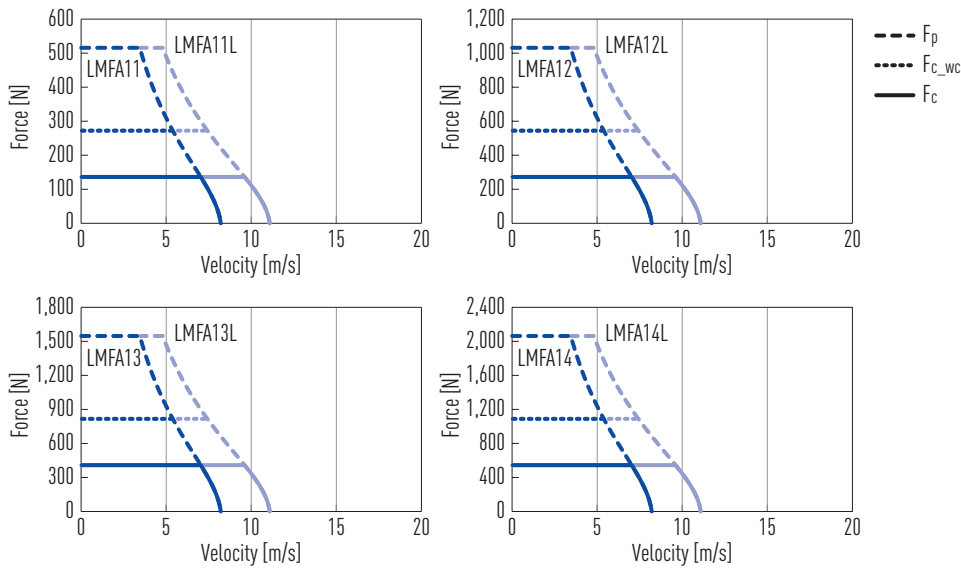 Force [N]
600
500
400
300
200
100
0
LMFA11L
LMFA11
0 5 10 15 20
Velocity [m/s]
Force [N]
1,200
1,000
800
600
400
200
0
LMFA12L
LMFA12
0 5 10 15 20
Velocity [m/s]
Fp
Fc_wc
Fc
Force [N]
1,800
1,500
1,200
900
600
300
0
LMFA13L
LMFA13
0 5 10 15 20
Velocity [m/s]
Force [N]
2,400
2,000
2,600
1,200
800
400
0
LMFA14L
LMFA14
0 5 10 15 20
Velocity [m/s]